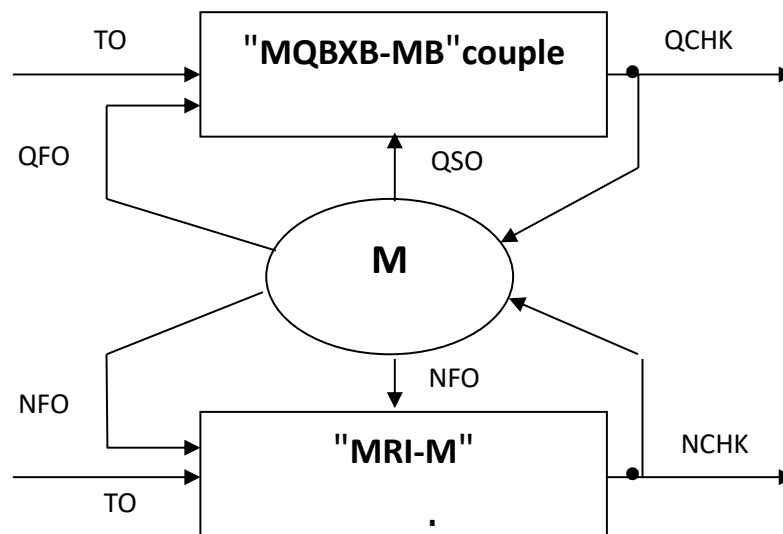 TO
"MQBXB-MB"couple
QCHK
QFO
QSO
M
NFO
NFO
"MRI-M"
NCHK
TO
.